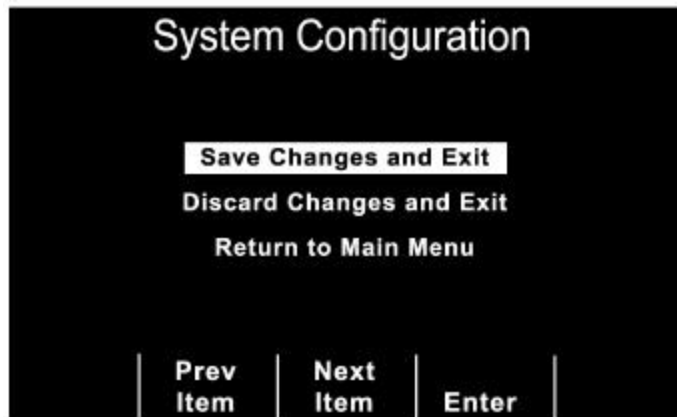 System Configuration
Save Changes and Exit
Discard Changes and Exit
Return to Main Menu
Prev Next
Item Item Enter